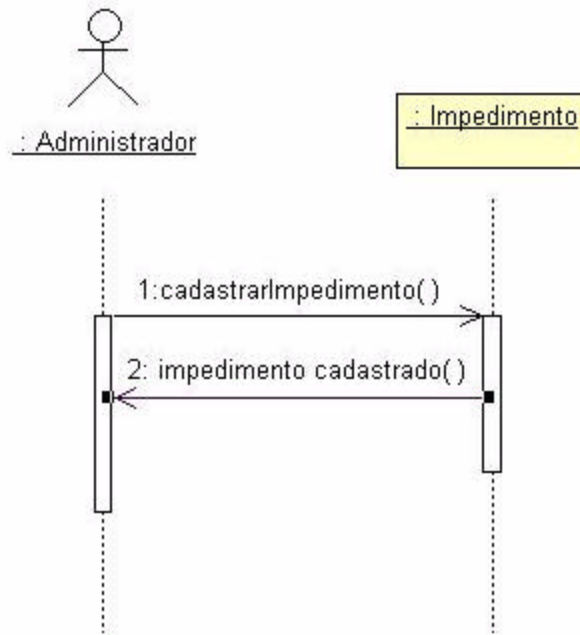 : Administrador
: Impedimento
1:cadastrarImpedimento( )
2: impedimento cadastrado( )